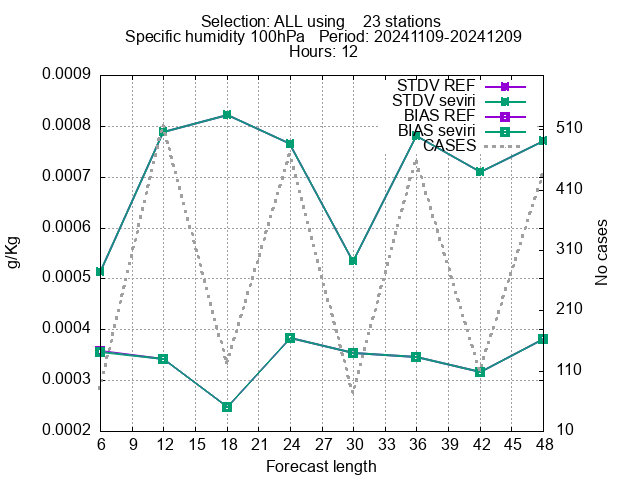 Selection: ALL using    23 stations
Specific humidity 100hPa   Period: 20241109-20241209
Hours: 12
STDV REF
STDV seviri
BIAS REF
BIAS seviri
CASES
0.0009
0.0008
0.0007
0.0006
0.0005
0.0004
0.0003
0.0002
g/Kg
510
410
310
210
110
10
No cases
6 9 12 15 18 21 24 27 30 33 36 39 42 45 48
Forecast length